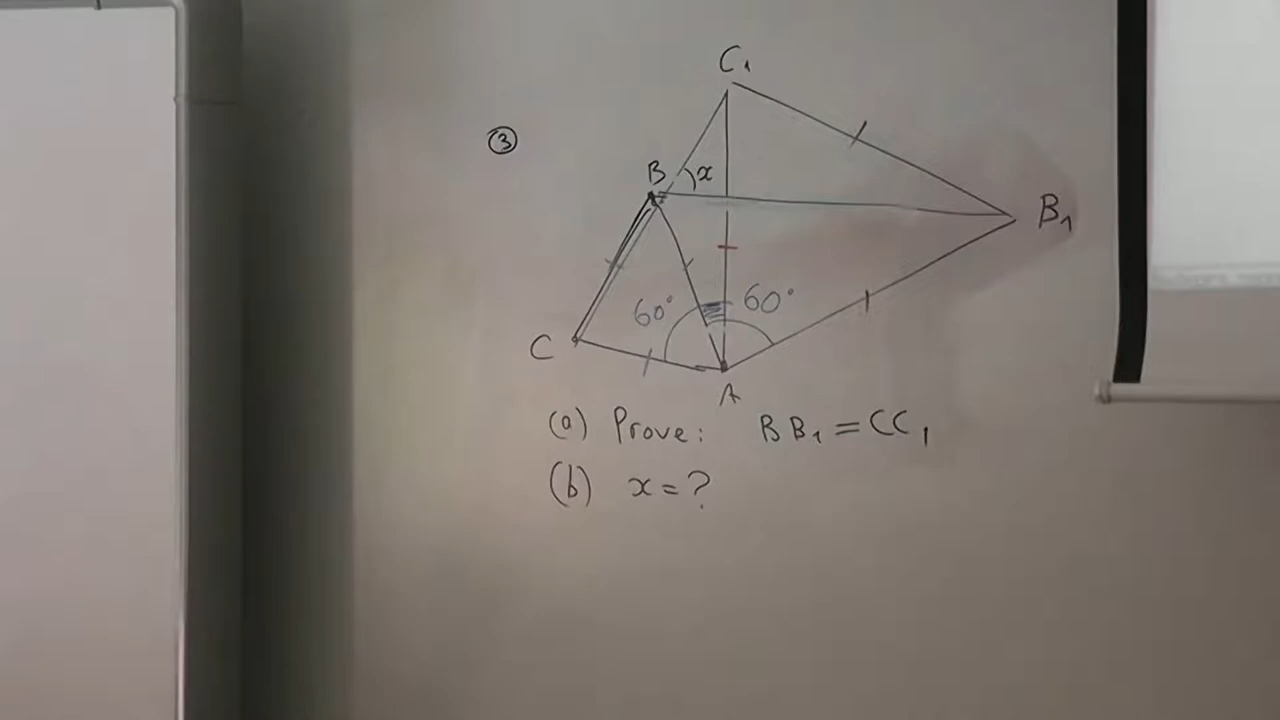 C₁
③
B
x
B₁
60°
60°
C
A
(a) Prove: BB₁ = CC₁
(b) x = ?